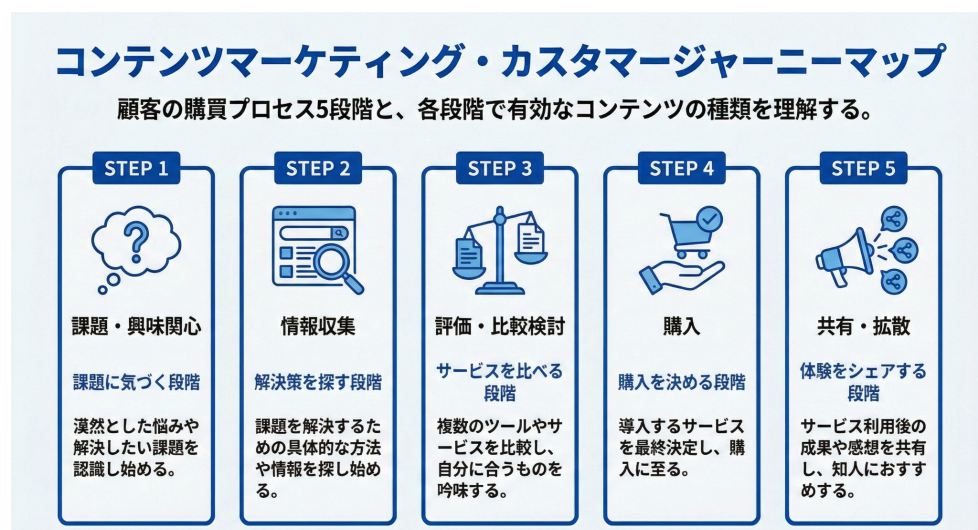 コンテンツマーケティング・カスタマージャーニーマップ
顧客の購買プロセス5段階と、各段階で有効なコンテンツの種類を理解する。
STEP 1
課題・興味関心
課題に気づく段階
漠然とした悩みや
解決したい課題を
認識し始める。
STEP 2
情報収集
解決策を探す段階
課題を解決するた
めの具体的な方法
や情報を探し始め
る。
STEP 3
評価・比較検討
サービスを比べる
段階
複数のツールやサ
ービスを比較し、
自分に合うものを
吟味する。
STEP 4
購入
購入を決める段階
導入するサービス
を最終決定し、購
入に至る。
STEP 5
共有・拡散
体験をシェアする
段階
サービス利用後の
成果や感想を共有
し、知人におすす
めする。